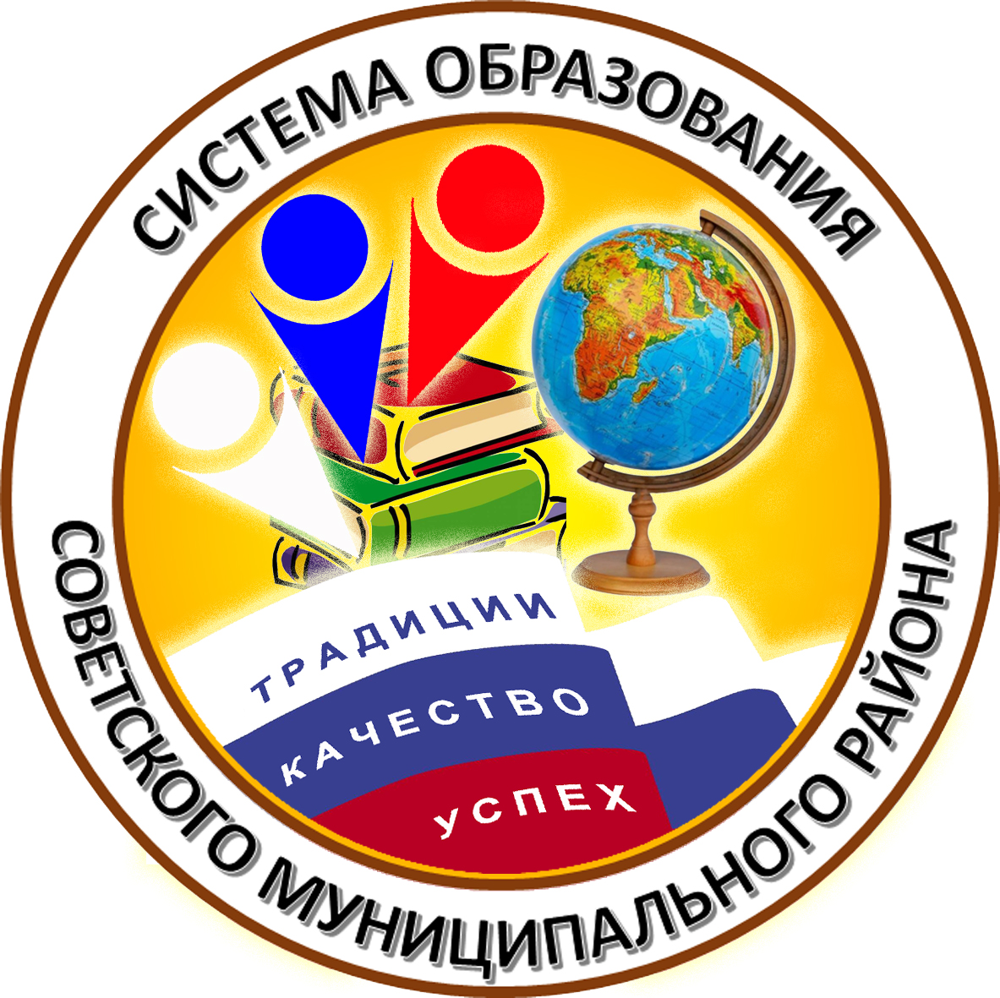 СИСТЕМА ОБРАЗОВАНИЯ
ТРАДИЦИИ
КАЧЕСТВО
УСПЕХ
СОВЕТСКОГО МУНИЦИПАЛЬНОГО РАЙОНА